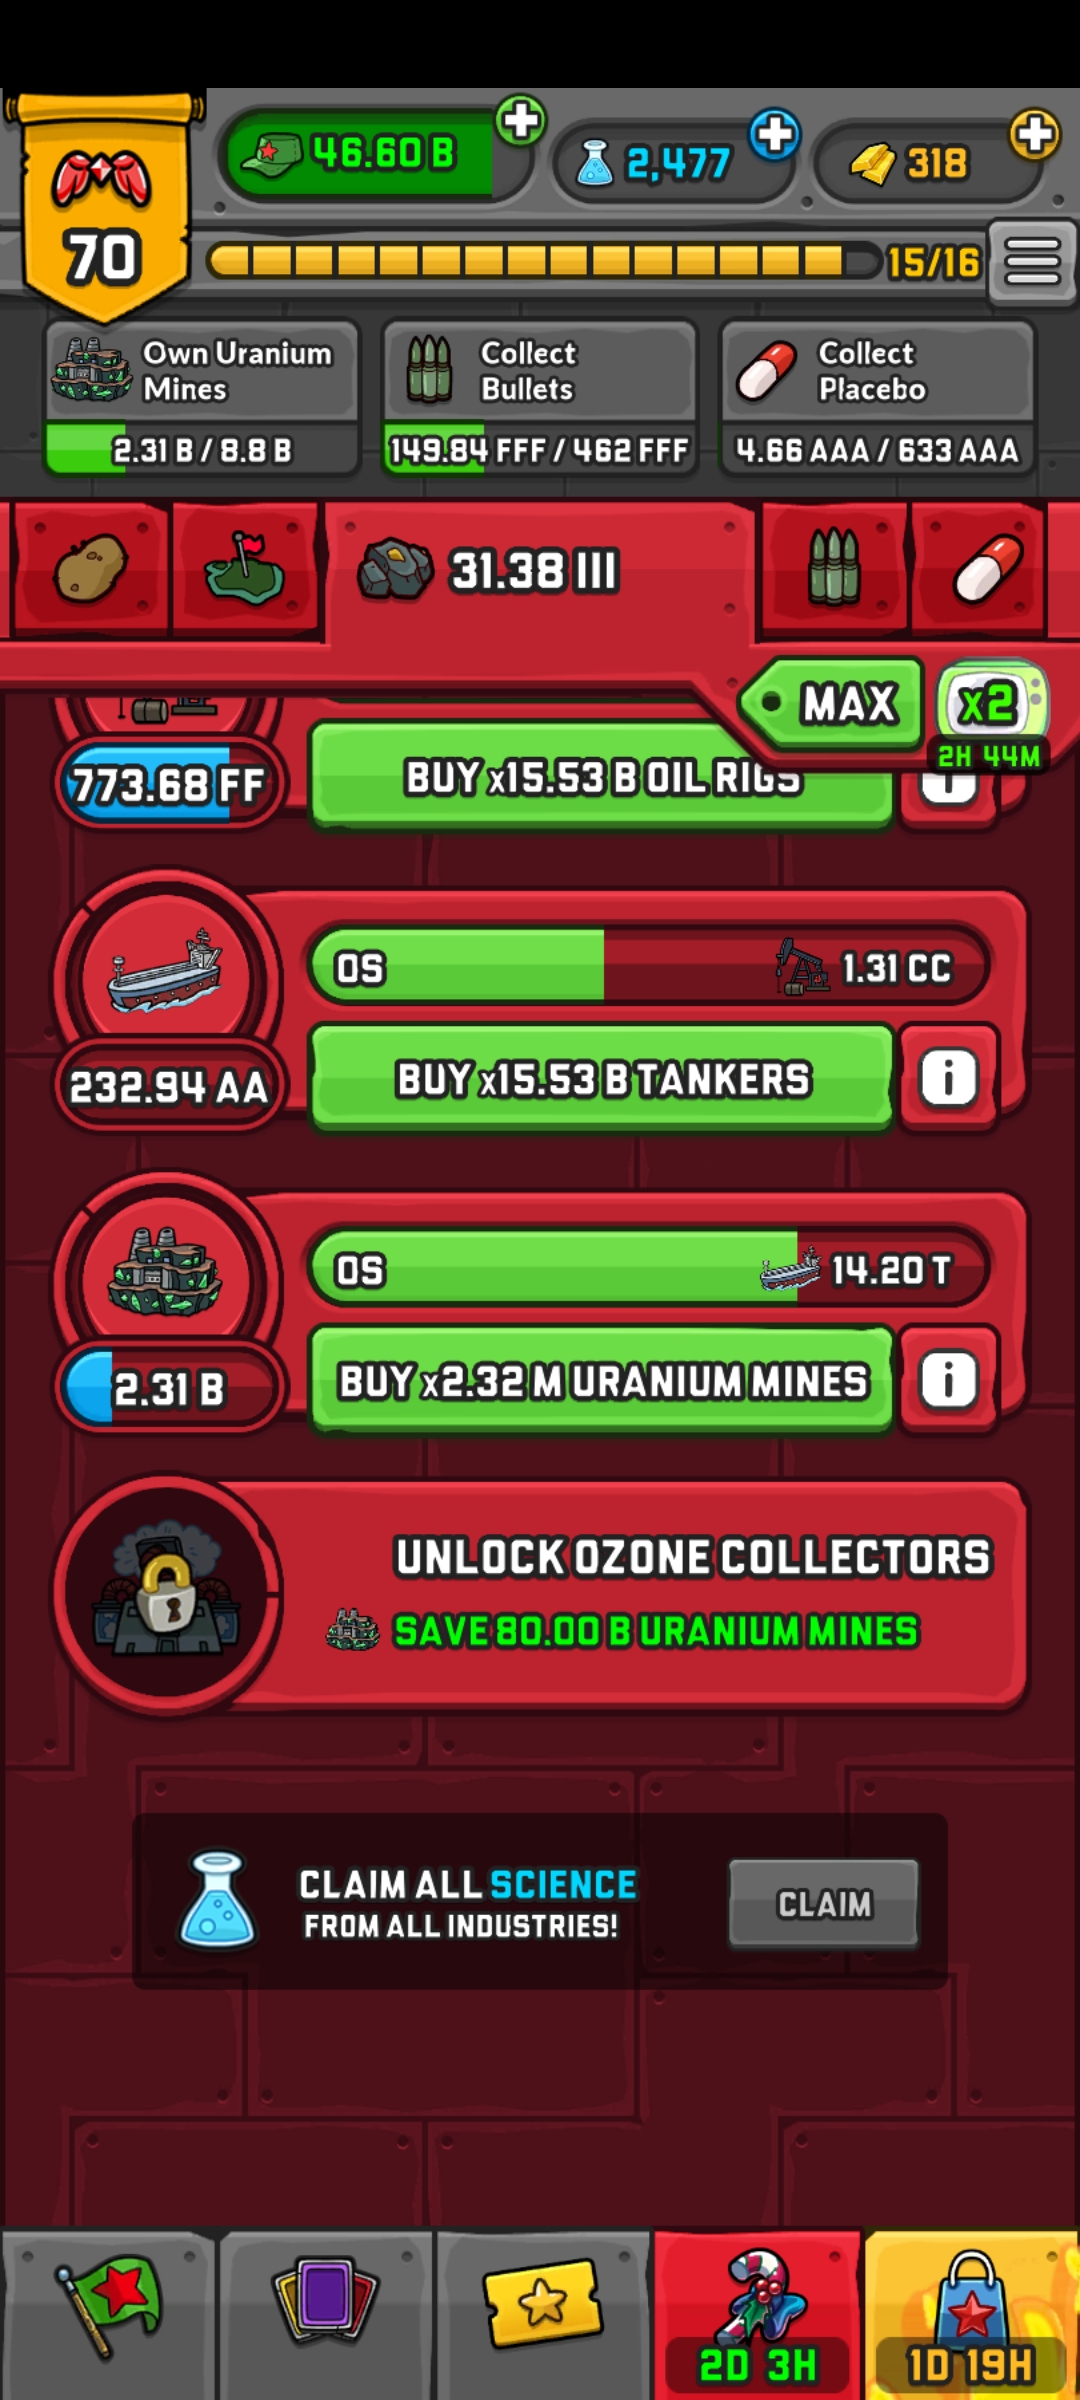 46.60 B
2,477
318
70
15/16
Own Uranium
Mines
2.31 B / 8.8 B
Collect
Bullets
149.84 FFF / 462 FFF
Collect
Placebo
4.66 AAA / 633 AAA
31.38 III
MAX
x2
2H 44M
773.68 FF
BUY x15.53 B OIL RIGS
0S
1.31 CC
232.94 AA
BUY x15.53 B TANKERS
i
0S
14.20 T
2.31 B
BUY x2.32 M URANIUM MINES
i
UNLOCK OZONE COLLECTORS
SAVE 80.00 B URANIUM MINES
CLAIM ALL SCIENCE
FROM ALL INDUSTRIES!
CLAIM
2D 3H
1D 19H